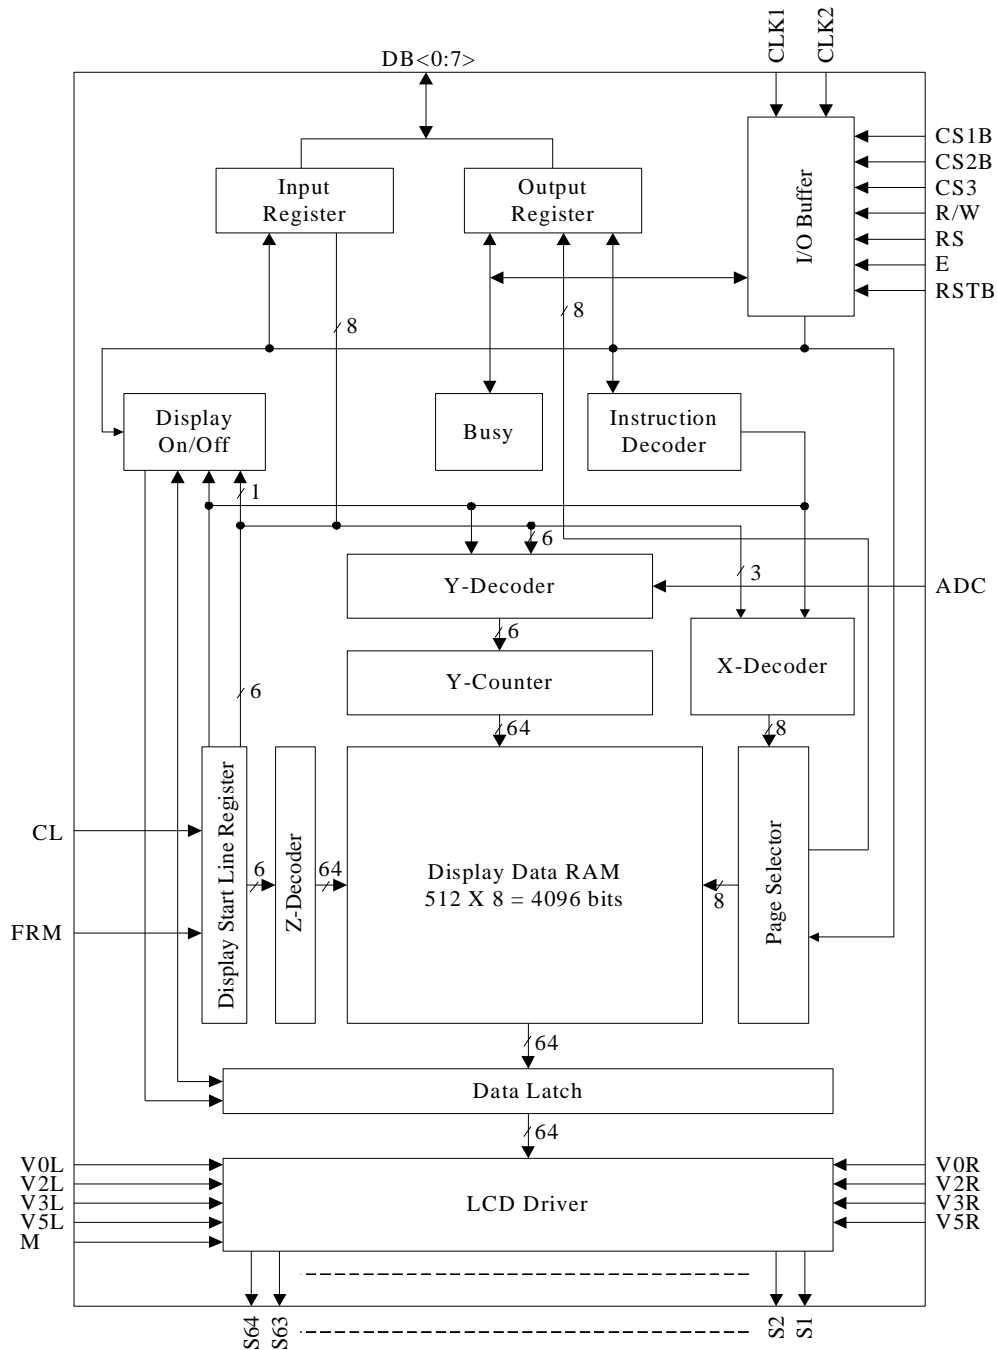 CLK1
CLK2
DB<0:7>
CS1B
CS2B
CS3
R/W
RS
E
RSTB
I/O Buffer
Input
Register
Output
Register
8
8
Display
On/Off
Busy
Instruction
Decoder
1
6
Y-Decoder
3
ADC
6
X-Decoder
Y-Counter
6
64
8
CL
FRM
Display Start Line Register
6
Z-Decoder
64
Display Data RAM
512 X 8 = 4096 bits
8
Page Selector
64
Data Latch
64
V0L
V2L
V3L
V5L
M
LCD Driver
V0R
V2R
V3R
V5R
S64
S63
S2
S1